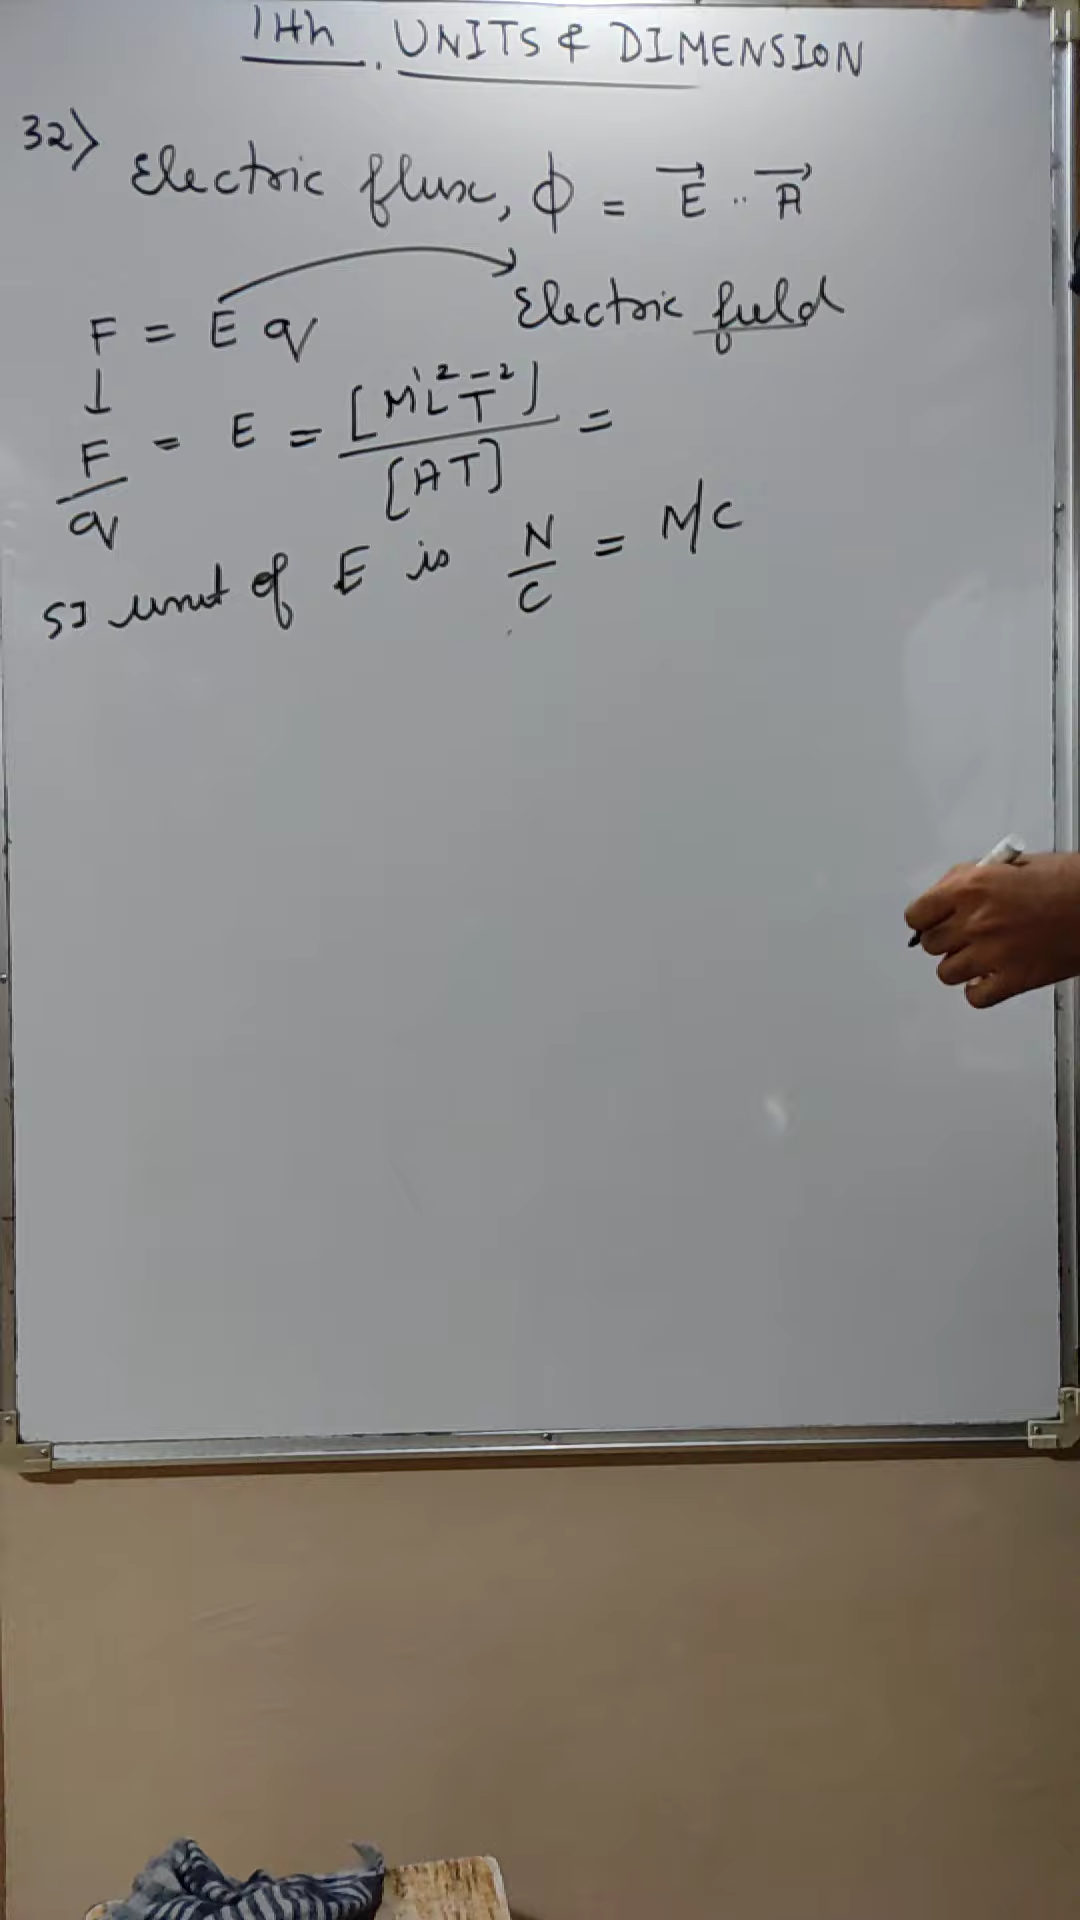 11th. UNITS & DIMENSION
32) Electric flux, ϕ = E⃗ .. A⃗
F = E q → Electric field
↓
F/q = E = [M¹L²T⁻²]/[AT] =
SI unit of E is N/C = N/C